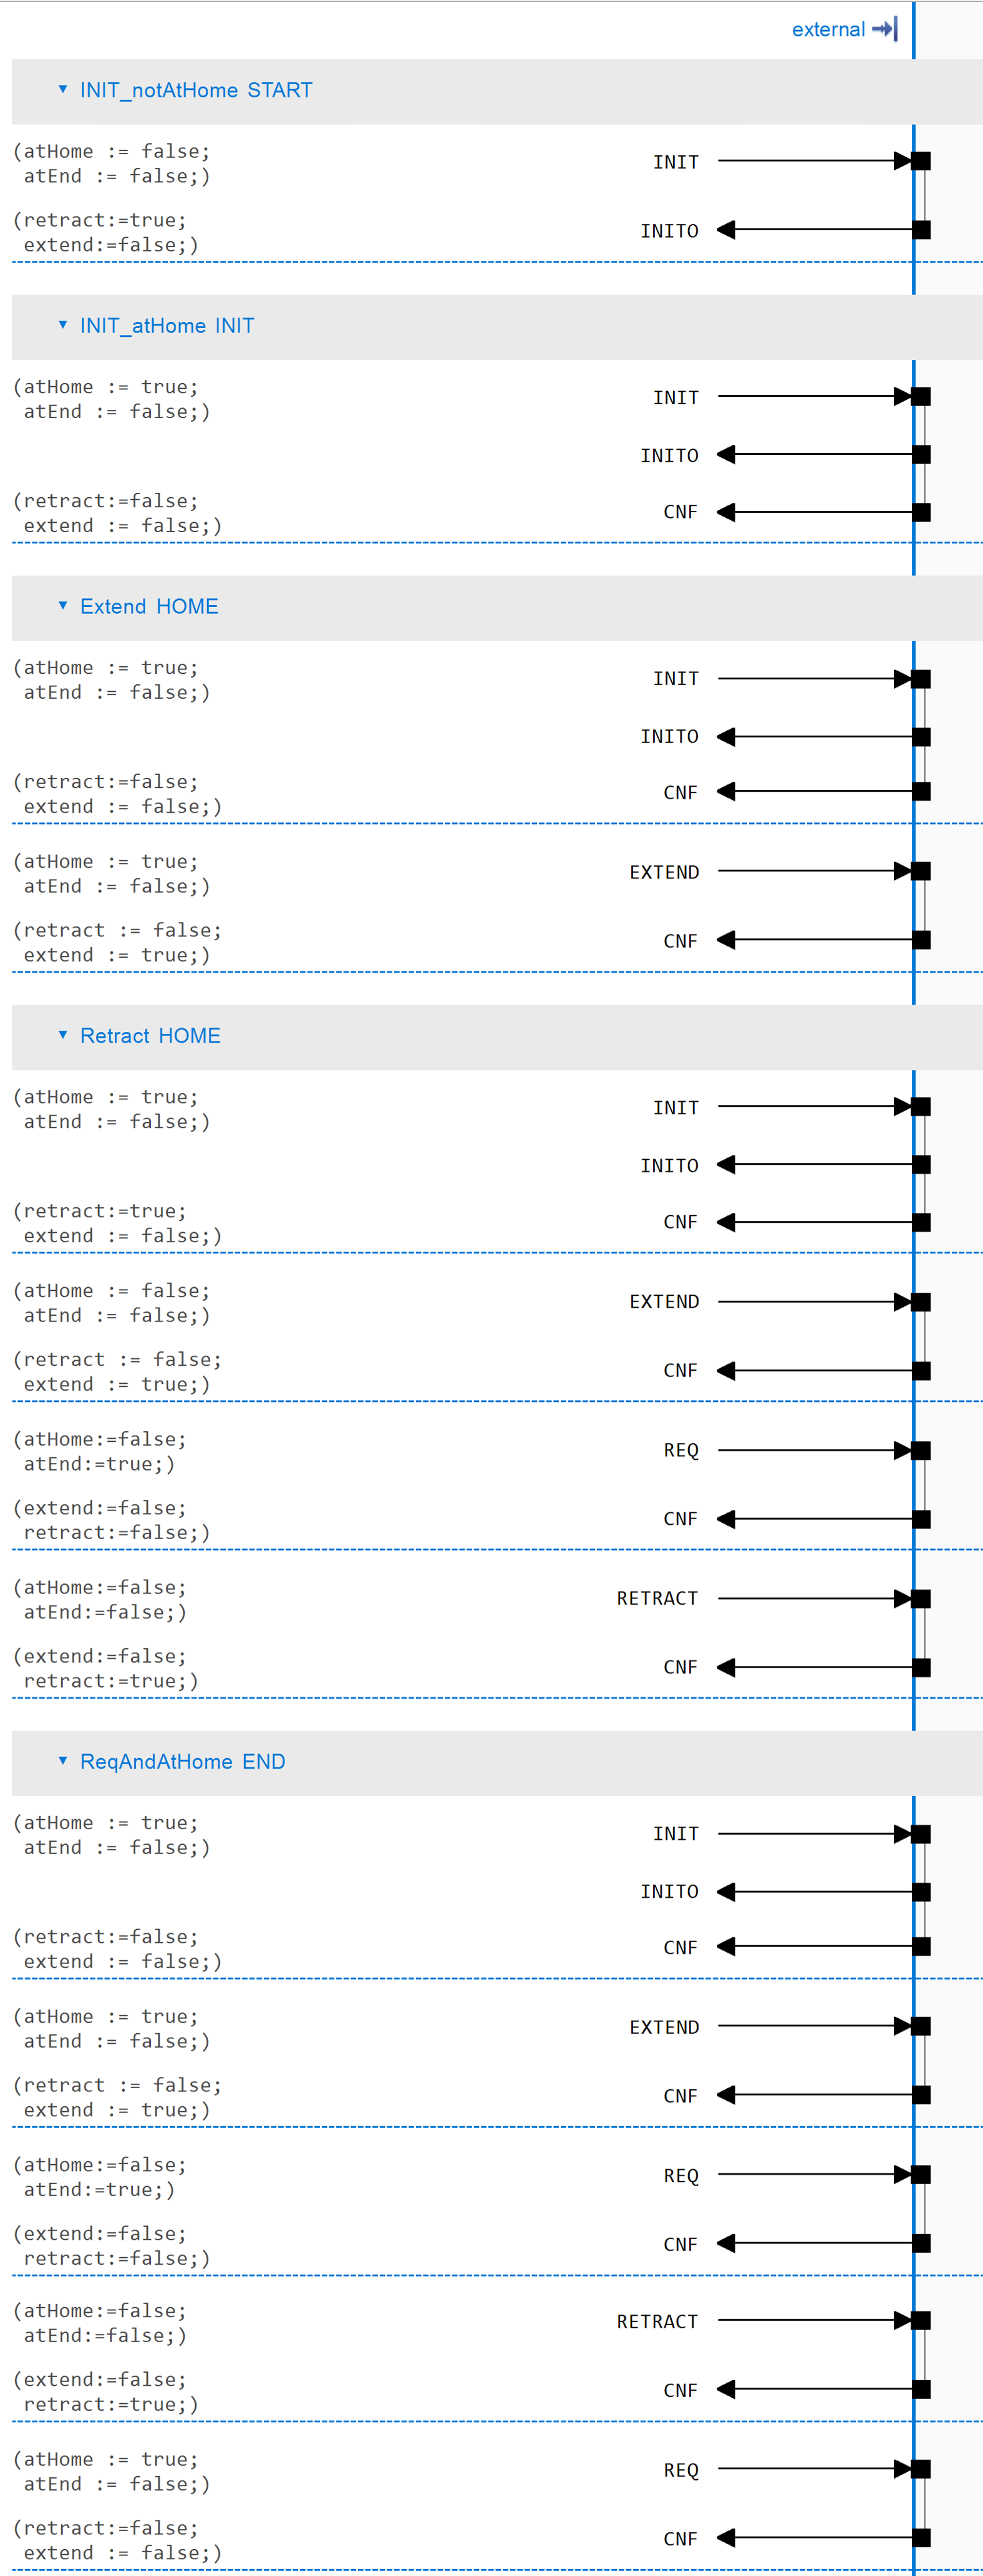 external
INIT_notAtHome START
(atHome := false;
atEnd := false;)
INIT
(retract:=true;
extend:=false;)
INITO
INIT_atHome INIT
(atHome := true;
atEnd := false;)
INIT
INITO
(retract:=false;
extend := false;)
CNF
Extend HOME
(atHome := true;
atEnd := false;)
INIT
INITO
(retract:=false;
extend := false;)
CNF
(atHome := true;
atEnd := false;)
EXTEND
(retract := false;
extend := true;)
CNF
Retract HOME
(atHome := true;
atEnd := false;)
INIT
INITO
(retract:=true;
extend := false;)
CNF
(atHome := false;
atEnd := false;)
EXTEND
(retract := false;
extend := true;)
CNF
(atHome:=false;
atEnd:=true;)
REQ
(extend:=false;
retract:=false;)
CNF
(atHome:=false;
atEnd:=false;)
RETRACT
(extend:=false;
retract:=true;)
CNF
ReqAndAtHome END
(atHome := true;
atEnd := false;)
INIT
INITO
(retract:=false;
extend := false;)
CNF
(atHome := true;
atEnd := false;)
EXTEND
(retract := false;
extend := true;)
CNF
(atHome:=false;
atEnd:=true;)
REQ
(extend:=false;
retract:=false;)
CNF
(atHome:=false;
atEnd:=false;)
RETRACT
(extend:=false;
retract:=true;)
CNF
(atHome := true;
atEnd := false;)
REQ
(retract:=false;
extend := false;)
CNF